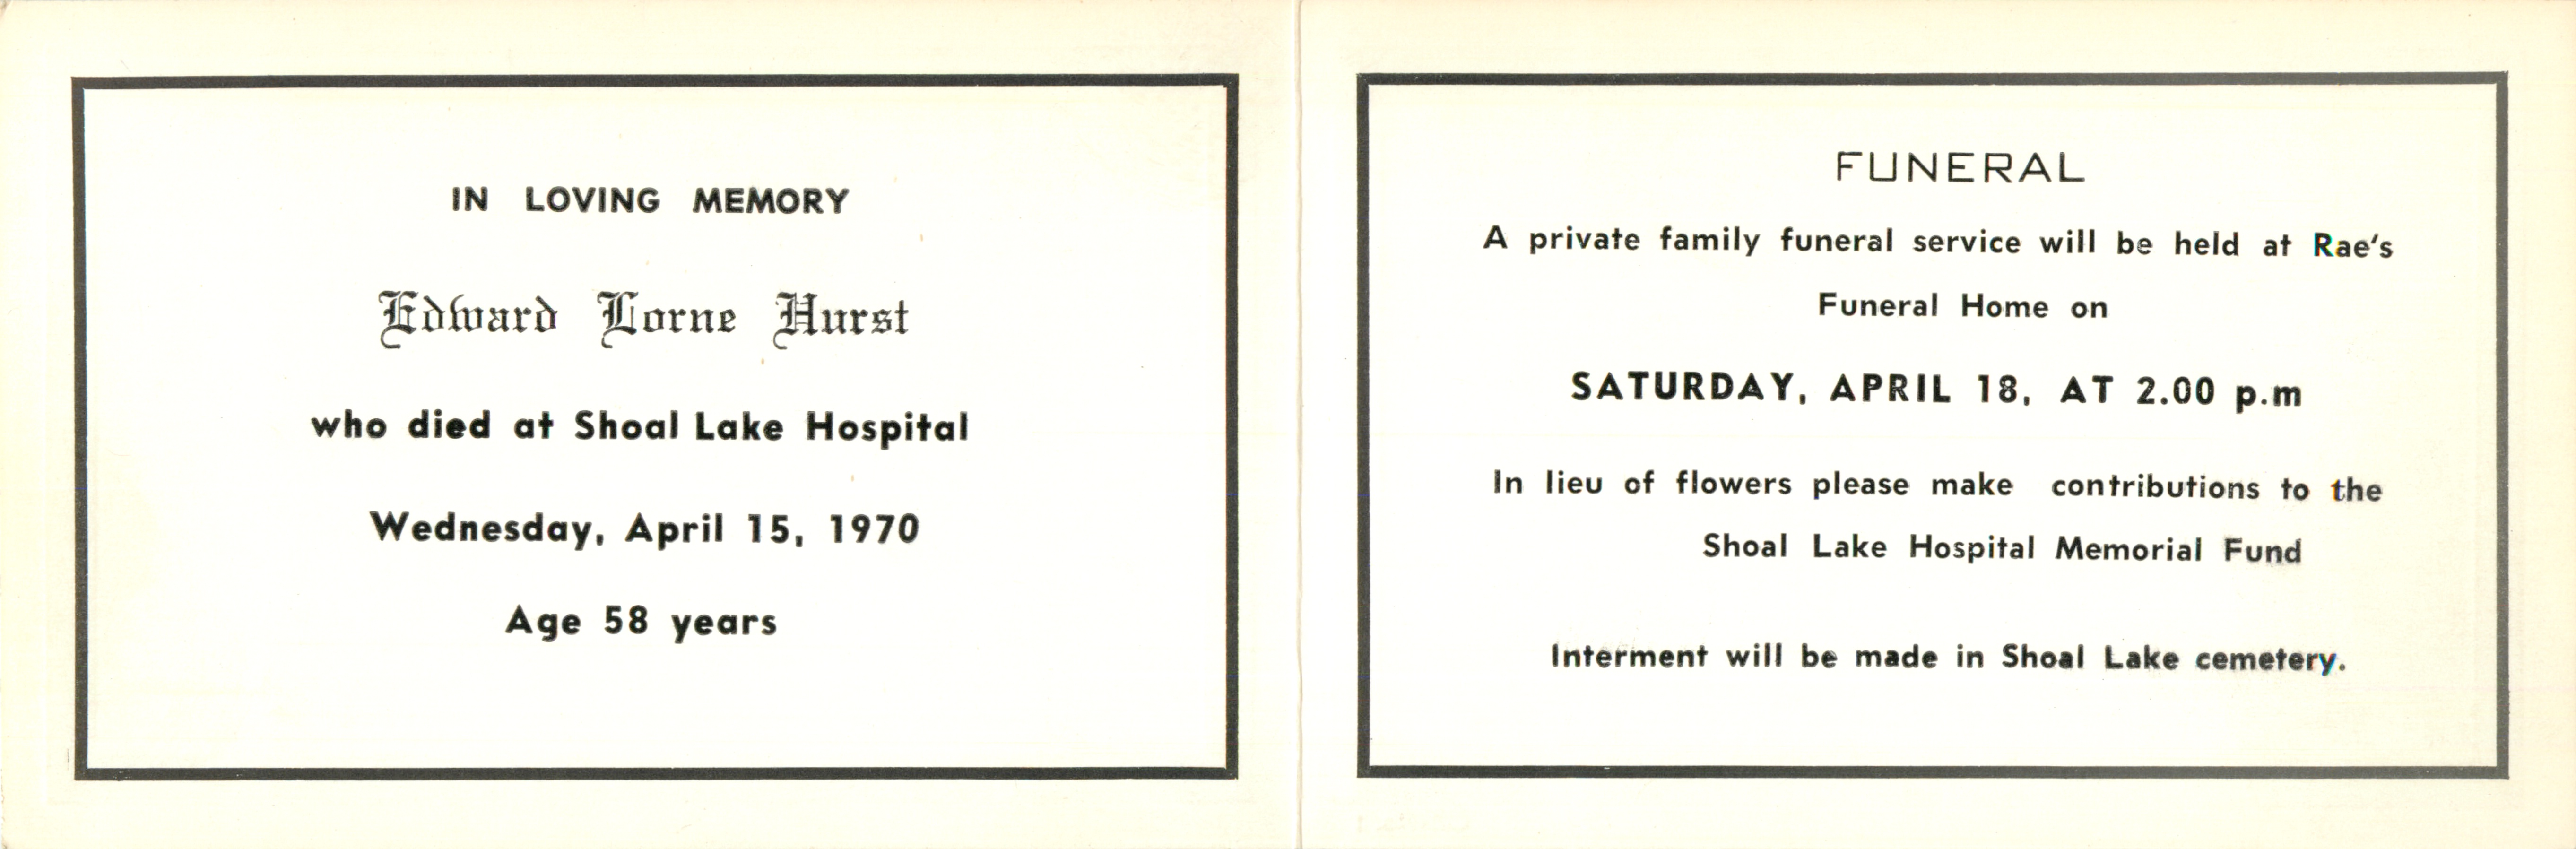 IN LOVING MEMORY
Edward Lorne Hurst
who died at Shoal Lake Hospital
Wednesday, April 15, 1970
Age 58 years
FUNERAL
A private family funeral service will be held at Rae's
Funeral Home on
SATURDAY, APRIL 18, AT 2.00 p.m
In lieu of flowers please make contributions to the
Shoal Lake Hospital Memorial Fund
Interment will be made in Shoal Lake cemetery.